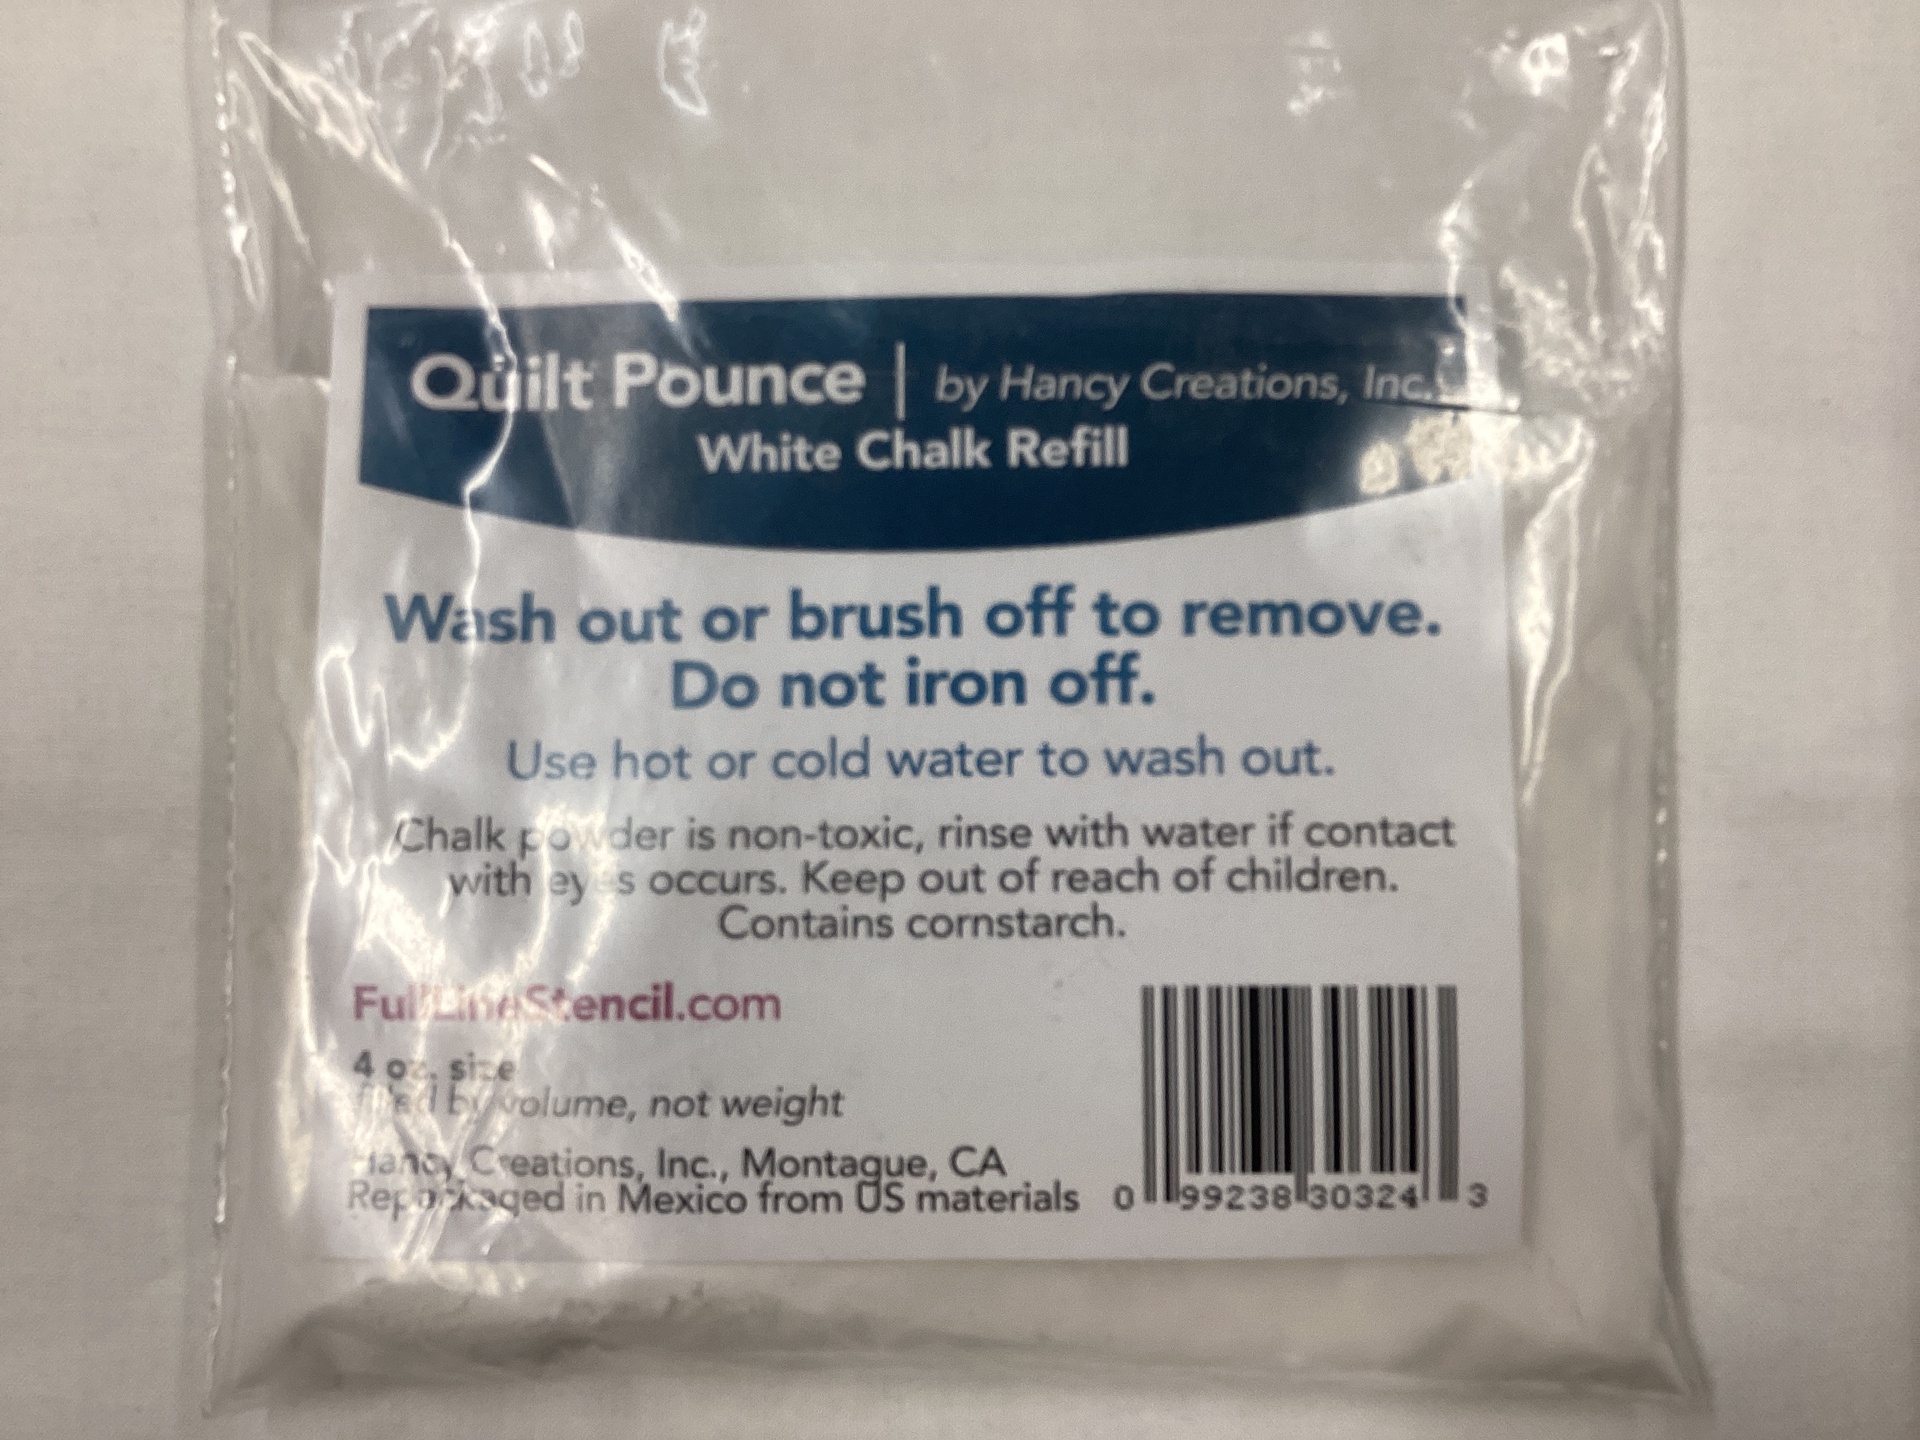 Quilt Pounce | by Hancy Creations, Inc.
White Chalk Refill
Wash out or brush off to remove.
Do not iron off.
Use hot or cold water to wash out.
Chalk powder is non-toxic, rinse with water if contact
with eyes occurs. Keep out of reach of children.
Contains cornstarch.
FullLineStencil.com
4 oz. size
filled by volume, not weight
Hancy Creations, Inc., Montague, CA
Repackaged in Mexico from US materials
0 99238 30324 3